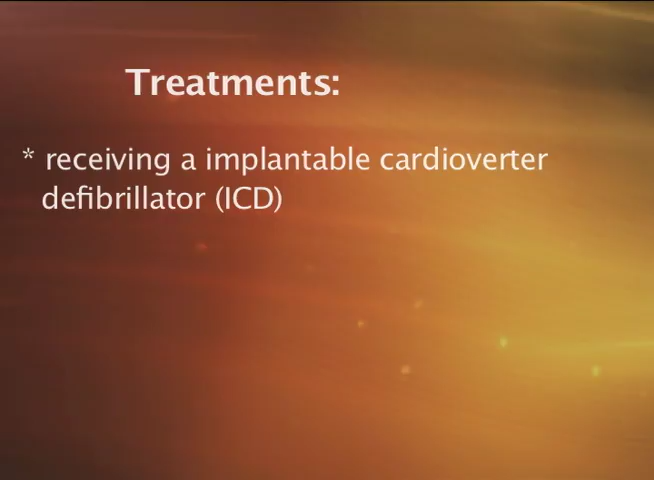 Treatments:
* receiving a implantable cardioverter
defibrillator (ICD)